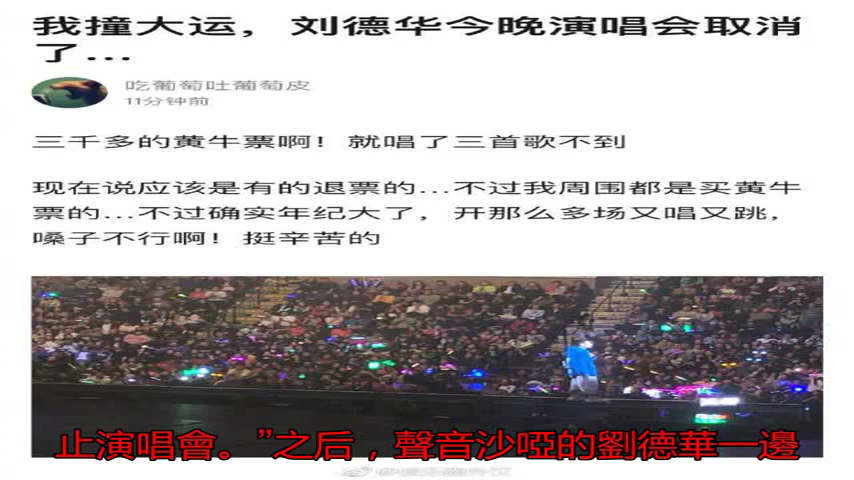 我撞大运，刘德华今晚演唱会取消
了...
吃葡萄吐葡萄皮
11分钟前
三千多的黄牛票啊！就唱了三首歌不到
现在说应该是有的退票的...不过我周围都是买黄牛
票的...不过确实年纪大了，开那么多场又唱又跳，
嗓子不行啊！挺辛苦的
止演唱會。”之后，聲音沙啞的劉德華一邊